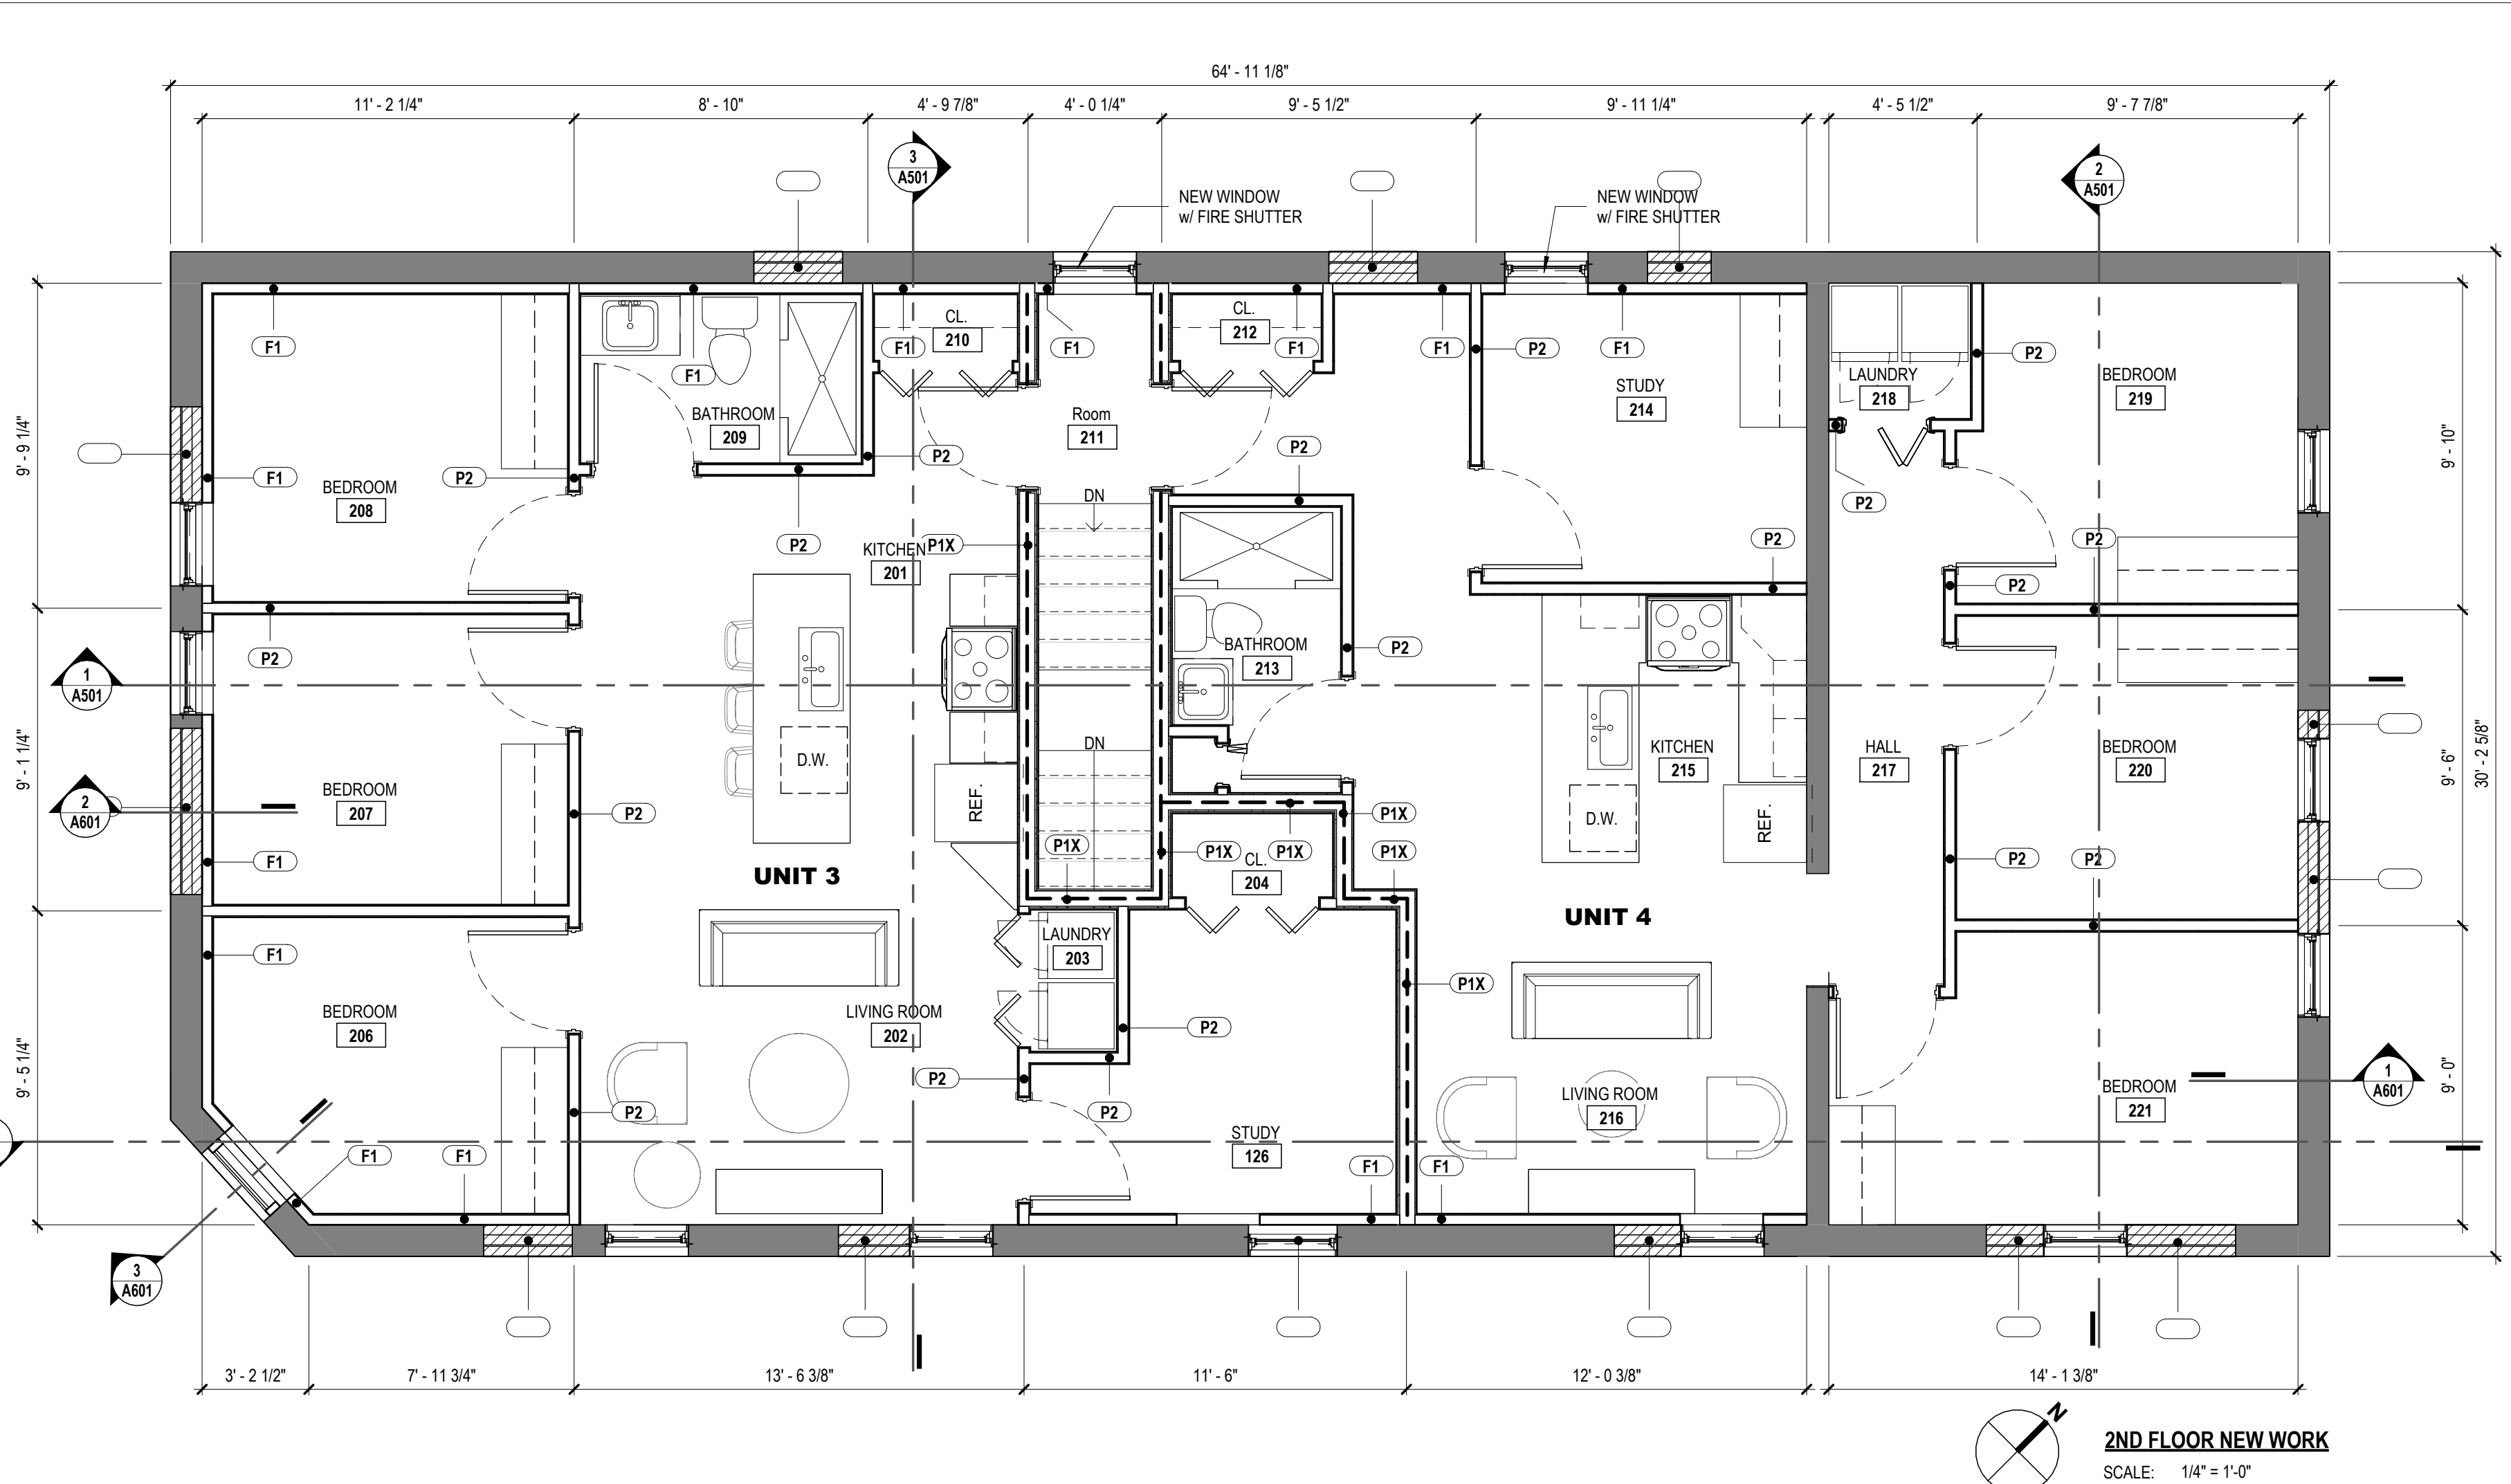 64' - 11 1/8"
11' - 2 1/4"
8' - 10"
4' - 9 7/8"
4' - 0 1/4"
9' - 5 1/2"
9' - 11 1/4"
4' - 5 1/2"
9' - 7 7/8"
3
A501
2
A501
NEW WINDOW
w/ FIRE SHUTTER
NEW WINDOW
w/ FIRE SHUTTER
F1
F1
F1
CL.
210
F1
CL.
212
F1
F1
P2
F1
LAUNDRY
218
P2
BEDROOM
219
BATHROOM
209
Room
211
STUDY
214
9' - 9 1/4"
9' - 10"
F1
P2
BEDROOM
208
P2
P2
P2
DN
P2
KITCHEN
201
P1X
P2
P2
P2
P2
1
A501
BATHROOM
213
P2
9' - 1 1/4"
2
A601
BEDROOM
207
F1
P2
D.W.
REF.
DN
KITCHEN
215
D.W.
REF.
HALL
217
BEDROOM
220
9' - 6"
30' - 2 5/8"
P1X
P1X
P1X
P1X
P1X
CL.
204
P2
P2
UNIT 3
UNIT 4
F1
LAUNDRY
203
P1X
BEDROOM
206
LIVING ROOM
202
P2
P2
P2
P2
LIVING ROOM
216
BEDROOM
221
1
A601
9' - 5 1/4"
9' - 0"
STUDY
126
F1
F1
F1
F1
3
A601
3' - 2 1/2"
7' - 11 3/4"
13' - 6 3/8"
11' - 6"
12' - 0 3/8"
14' - 1 3/8"
N
2ND FLOOR NEW WORK
SCALE: 1/4" = 1'-0"